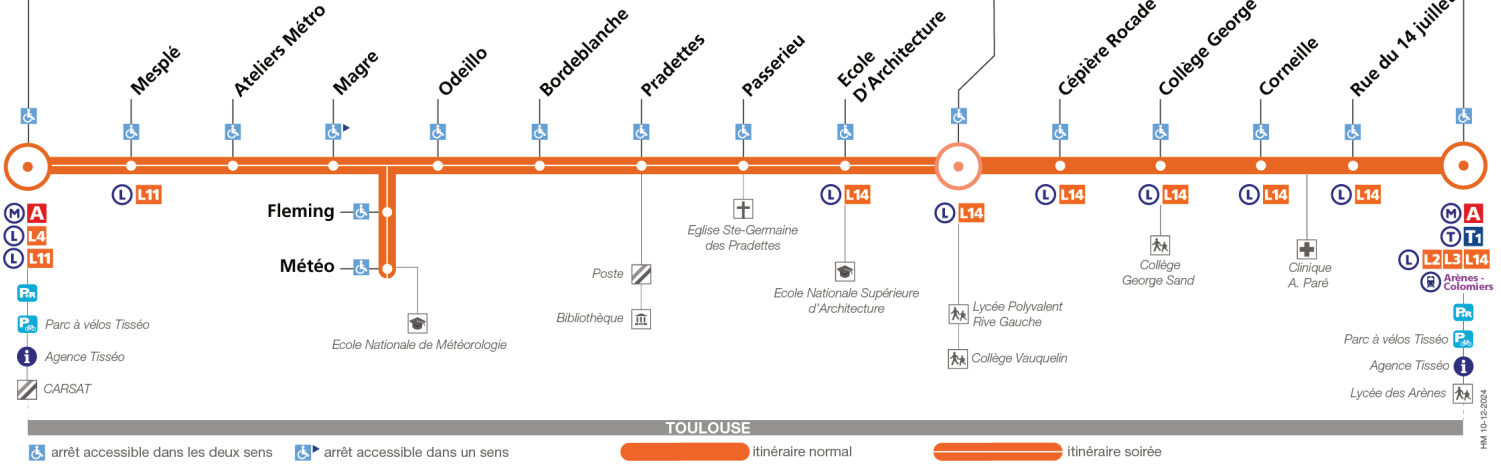 Mesplé
Ateliers Métro
Magre
Odeillo
Bordeblanche
Pradettes
Passerieu
Ecole
D'Architecture
Cépière Rocade
Collège George
Corneille
Rue du 14 juillet
L L11
L L14
L L14
L L14
L L14
L L14
L L14
Fleming
Météo
M A
L L4
L L11
P+R
Parc à vélos Tisséo
Agence Tisséo
CARSAT
Ecole Nationale de Météorologie
Poste
Bibliothèque
Eglise Ste-Germaine
des Pradettes
Ecole Nationale Supérieure
d'Architecture
Lycée Polyvalent
Rive Gauche
Collège Vauquelin
Collège
George Sand
Clinique
A. Paré
M A
T T1
L L2 L3 L14
Arènes -
Colomiers
P+R
Parc à vélos Tisséo
Agence Tisséo
Lycée des Arènes
HM 10-12-2024
TOULOUSE
arrêt accessible dans les deux sens
arrêt accessible dans un sens
itinéraire normal
itinéraire soirée